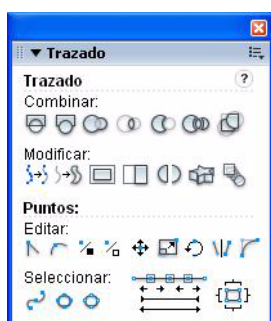 Trazado
Trazado
?
Combinar:
Modificar:
Puntos:
Editar:
Seleccionar: